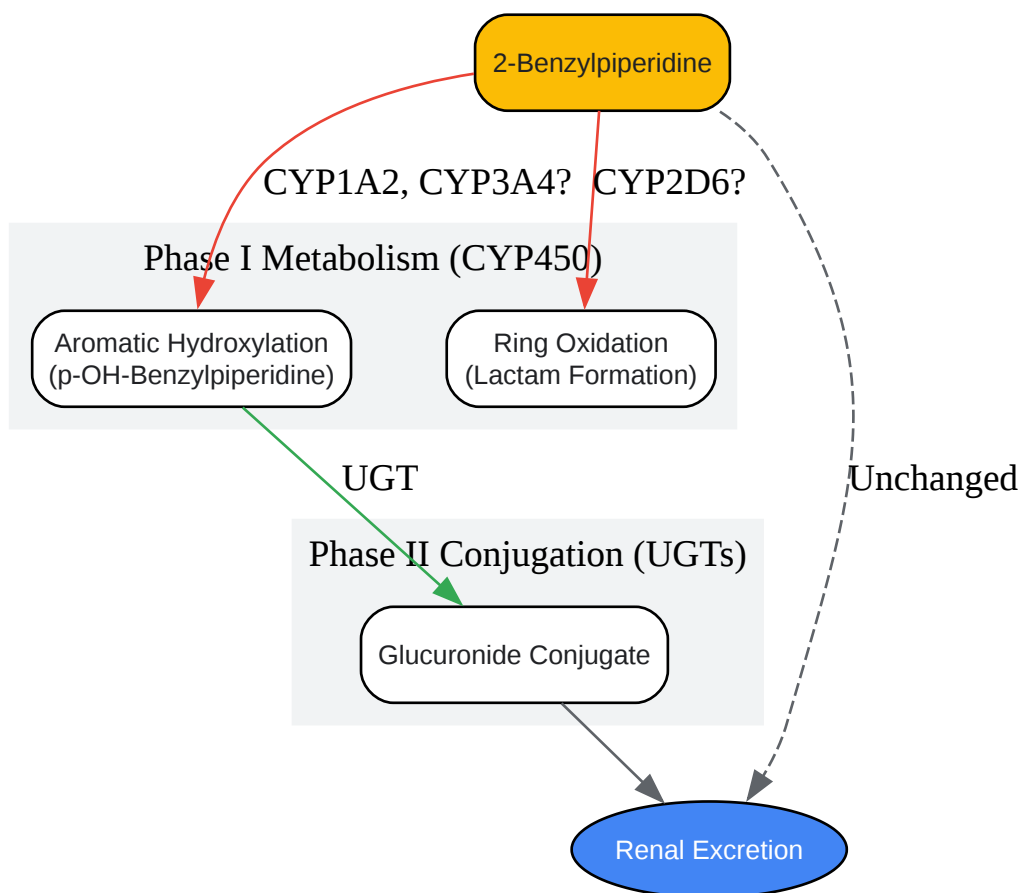 2-Benzylpiperidine
CYP1A2, CYP3A4?
CYP2D6?
Phase I Metabolism (CYP450)
Aromatic Hydroxylation
(p-OH-Benzylpiperidine)
Ring Oxidation
(Lactam Formation)
UGT
Unchanged
Phase II Conjugation (UGTs)
Glucuronide Conjugate
Renal Excretion